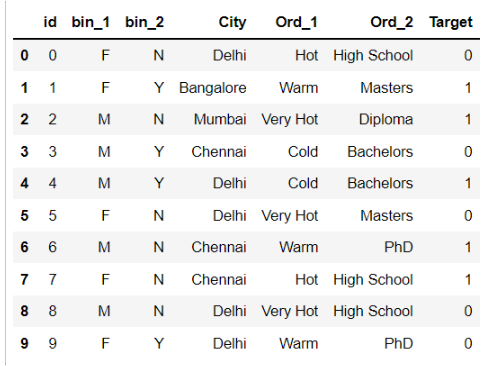 id bin_1 bin_2 City Ord_1 Ord_2 Target
0 0 F N Delhi Hot High School 0
1 1 F Y Bangalore Warm Masters 1
2 2 M N Mumbai Very Hot Diploma 1
3 3 M Y Chennai Cold Bachelors 0
4 4 M Y Delhi Cold Bachelors 1
5 5 F N Delhi Very Hot Masters 0
6 6 M N Chennai Warm PhD 1
7 7 F N Chennai Hot High School 1
8 8 M N Delhi Very Hot High School 0
9 9 F Y Delhi Warm PhD 0